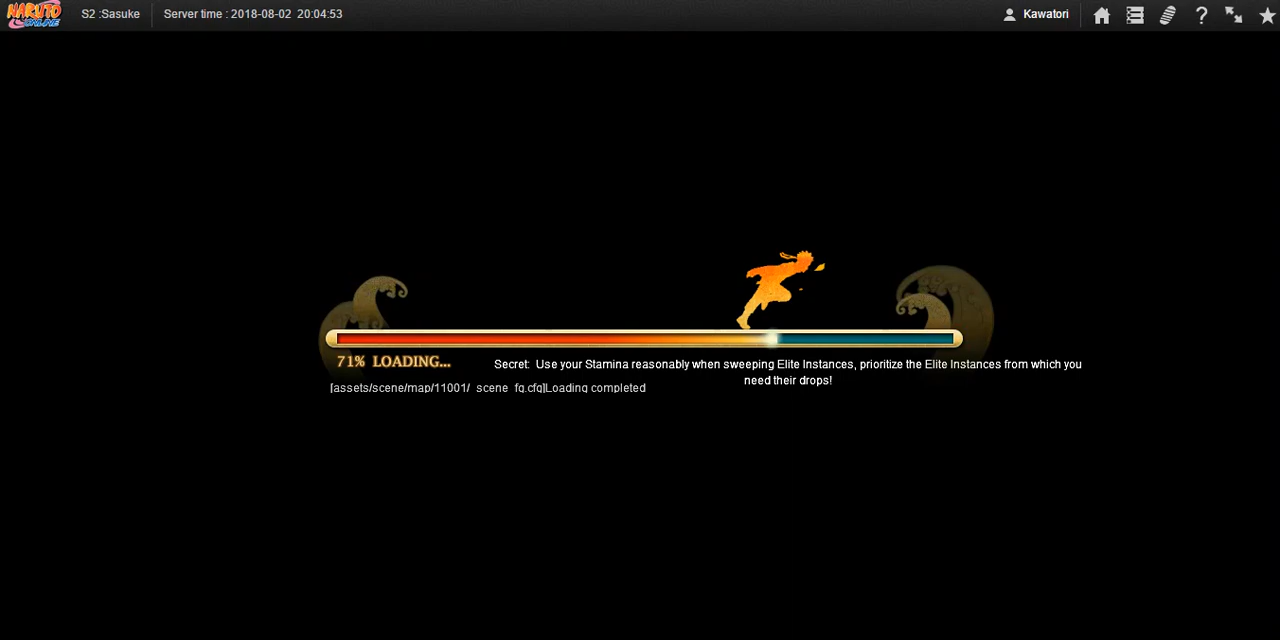 NARUTO ONLINE S2 :Sasuke Server time : 2018-08-02 20:04:53 Kawatori ?
71% LOADING... Secret: Use your Stamina reasonably when sweeping Elite Instances, prioritize the Elite Instances from which you
need their drops!
[assets/scene/map/11001/_scene_fg.cfg]Loading completed